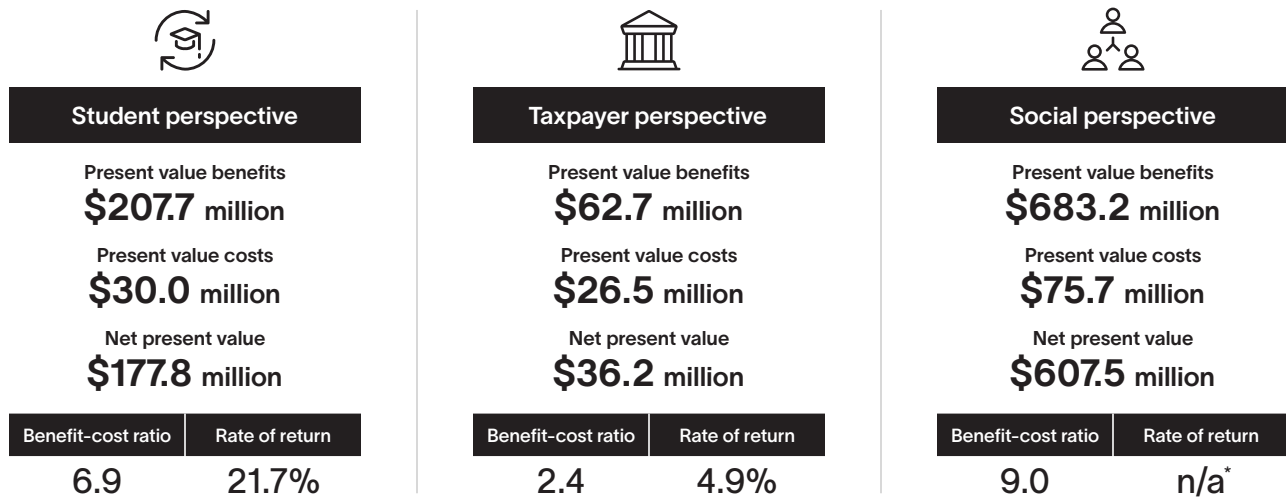 Student perspective
Present value benefits
$207.7 million
Present value costs
$30.0 million
Net present value
$177.8 million
Benefit-cost ratio
Rate of return
6.9
21.7%
Taxpayer perspective
Present value benefits
$62.7 million
Present value costs
$26.5 million
Net present value
$36.2 million
Benefit-cost ratio
Rate of return
2.4
4.9%
Social perspective
Present value benefits
$683.2 million
Present value costs
$75.7 million
Net present value
$607.5 million
Benefit-cost ratio
Rate of return
9.0
n/a*